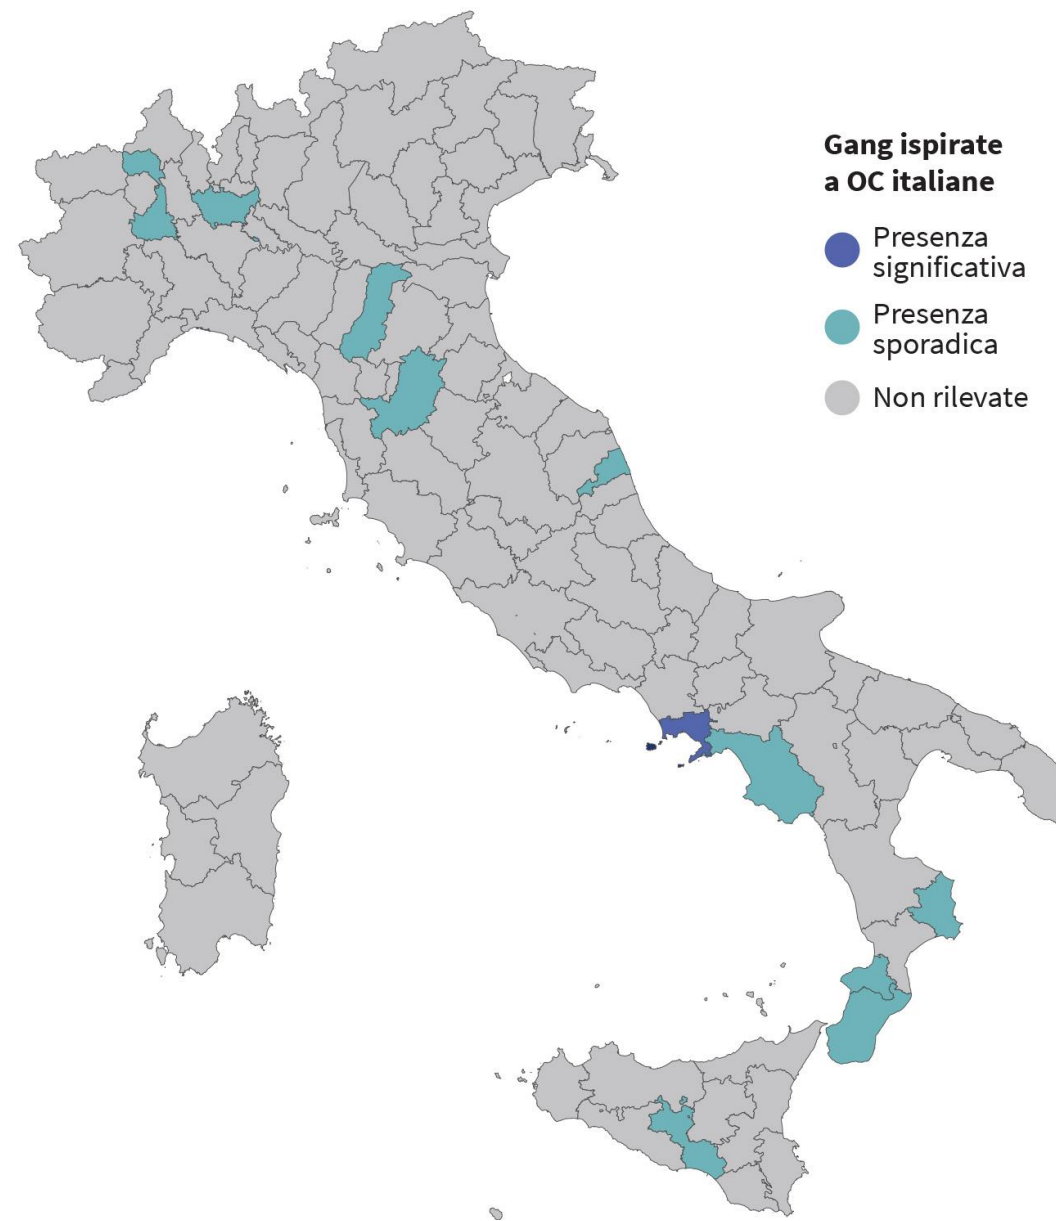 Gang ispirate
a OC italiane
Presenza
significativa
Presenza
sporadica
Non rilevate